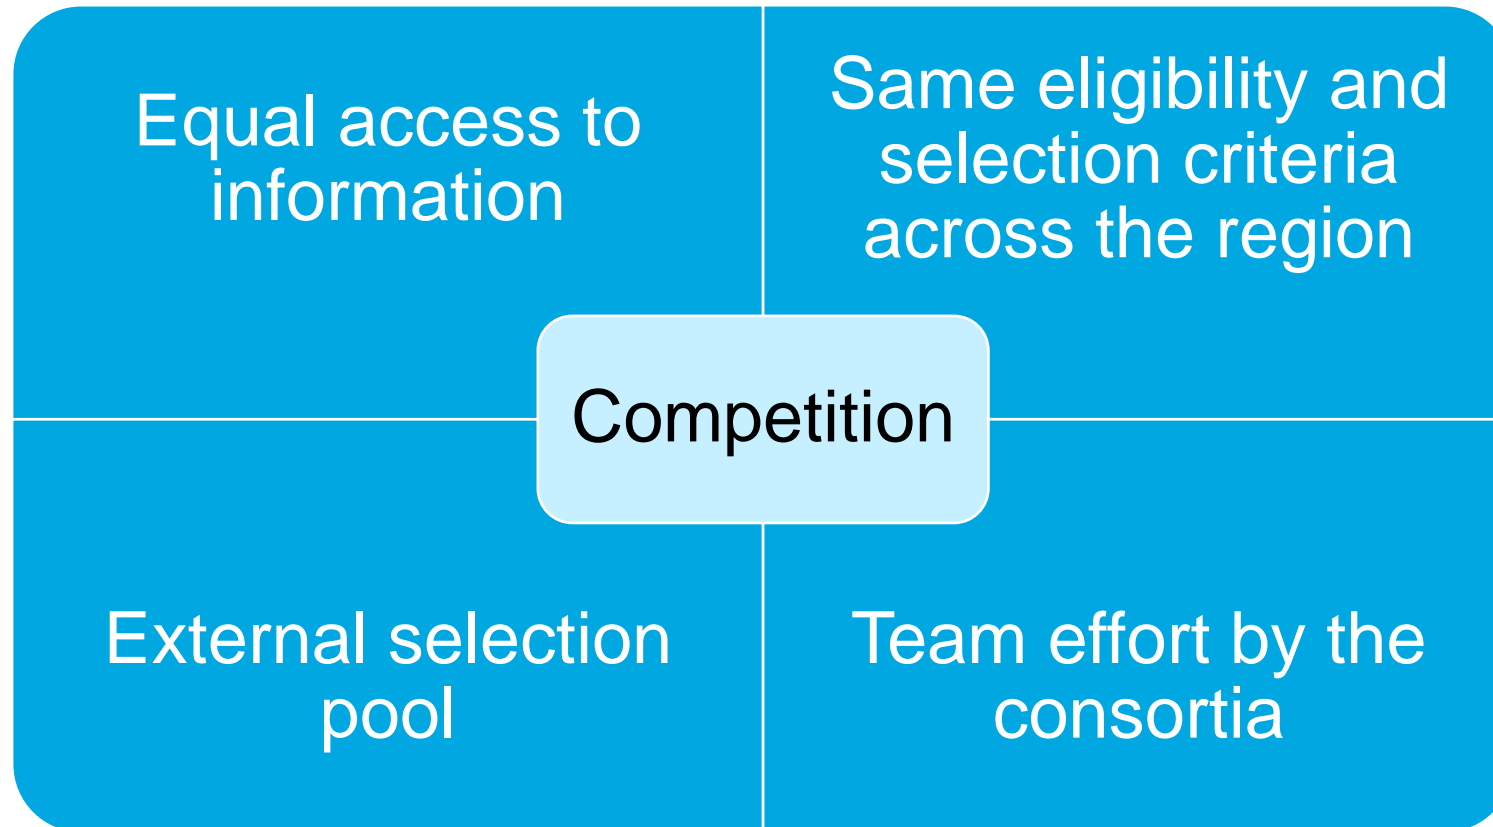 Equal access to
information
Same eligibility and
selection criteria
across the region
Competition
External selection
pool
Team effort by the
consortia